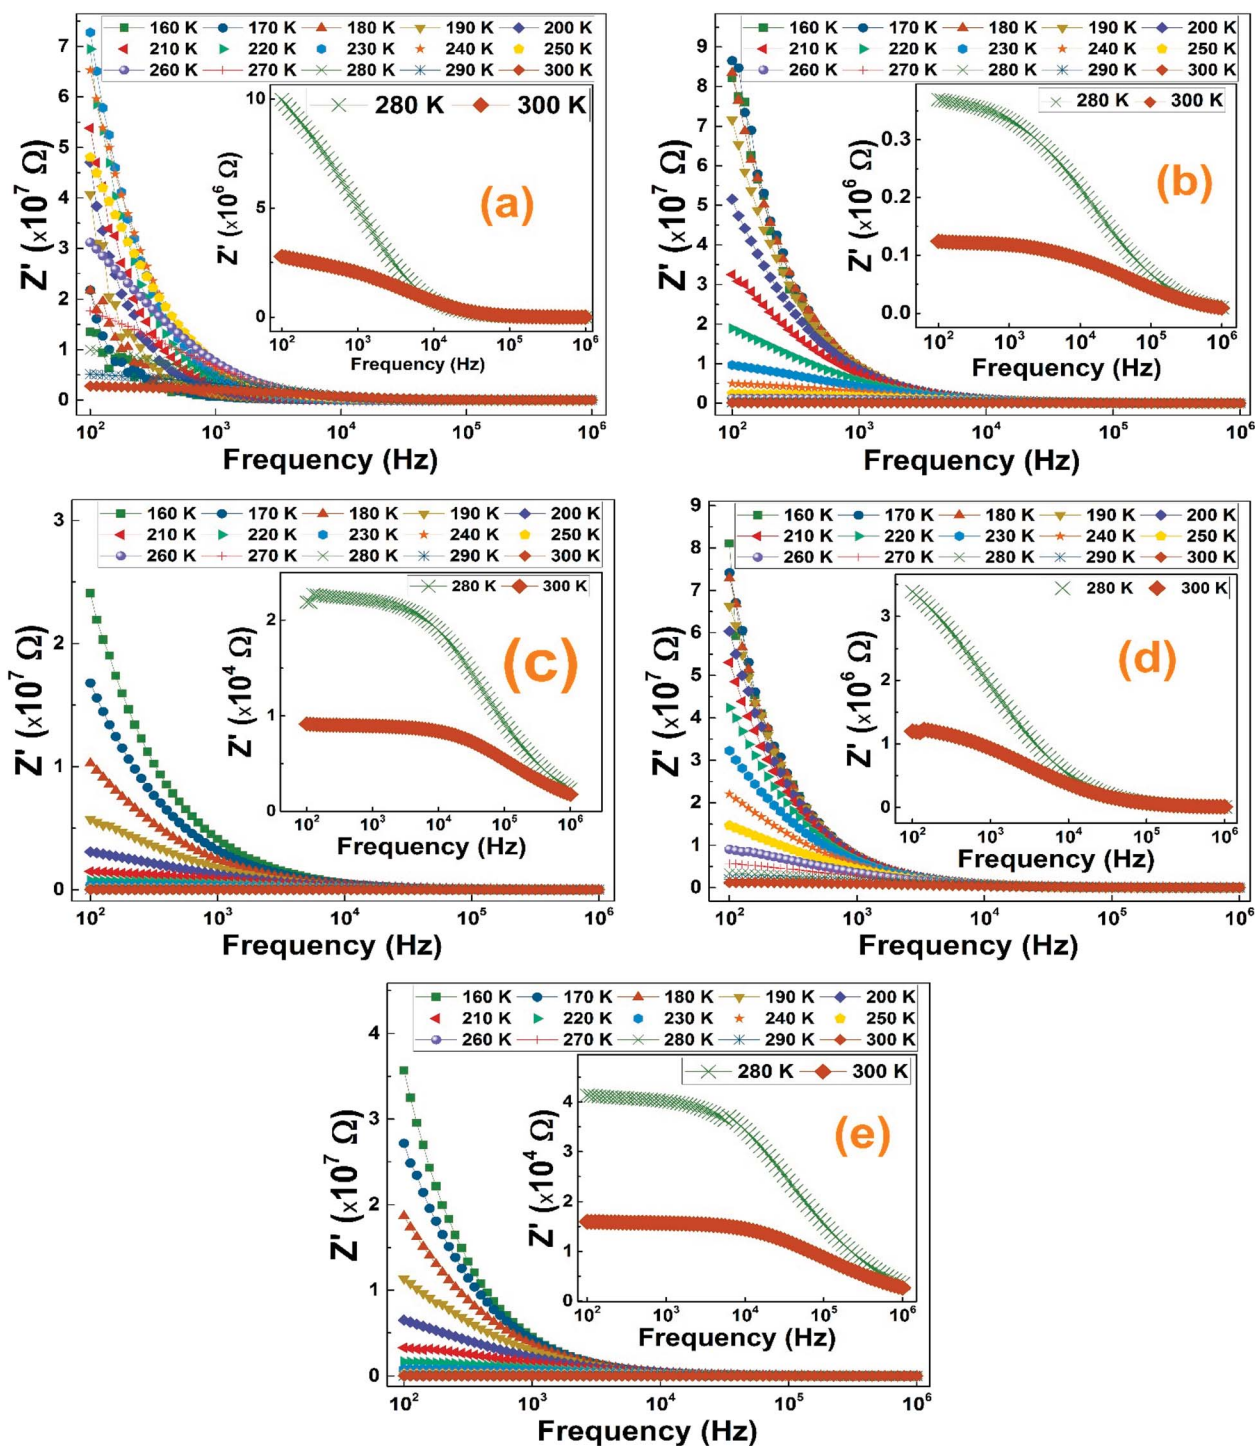 160 K 170 K 180 K 190 K 200 K
210 K 220 K 230 K 240 K 250 K
260 K 270 K 280 K 290 K 300 K
280 K 300 K
(a)
Z' (×10⁷ Ω)
7
6
5
4
3
2
1
0
Z' (×10⁶ Ω)
10
5
0
10² 10³ 10⁴ 10⁵ 10⁶
Frequency (Hz)
10² 10³ 10⁴ 10⁵ 10⁶
Frequency (Hz)
160 K 170 K 180 K 190 K 200 K
210 K 220 K 230 K 240 K 250 K
260 K 270 K 280 K 290 K 300 K
280 K 300 K
(b)
Z' (×10⁷ Ω)
9
8
7
6
5
4
3
2
1
0
Z' (×10⁶ Ω)
0.3
0.2
0.1
0.0
10² 10³ 10⁴ 10⁵ 10⁶
Frequency (Hz)
10² 10³ 10⁴ 10⁵ 10⁶
Frequency (Hz)
160 K 170 K 180 K 190 K 200 K
210 K 220 K 230 K 240 K 250 K
260 K 270 K 280 K 290 K 300 K
280 K 300 K
(c)
Z' (×10⁷ Ω)
3
2
1
0
Z' (×10⁴ Ω)
2
1
0
10² 10³ 10⁴ 10⁵ 10⁶
Frequency (Hz)
10² 10³ 10⁴ 10⁵ 10⁶
Frequency (Hz)
160 K 170 K 180 K 190 K 200 K
210 K 220 K 230 K 240 K 250 K
260 K 270 K 280 K 290 K 300 K
280 K 300 K
(d)
Z' (×10⁷ Ω)
9
8
7
6
5
4
3
2
1
0
Z' (×10⁶ Ω)
3
2
1
0
10² 10³ 10⁴ 10⁵ 10⁶
Frequency (Hz)
10² 10³ 10⁴ 10⁵ 10⁶
Frequency (Hz)
160 K 170 K 180 K 190 K 200 K
210 K 220 K 230 K 240 K 250 K
260 K 270 K 280 K 290 K 300 K
280 K 300 K
(e)
Z' (×10⁷ Ω)
4
3
2
1
0
Z' (×10⁴ Ω)
4
3
2
1
0
10² 10³ 10⁴ 10⁵ 10⁶
Frequency (Hz)
10² 10³ 10⁴ 10⁵ 10⁶
Frequency (Hz)